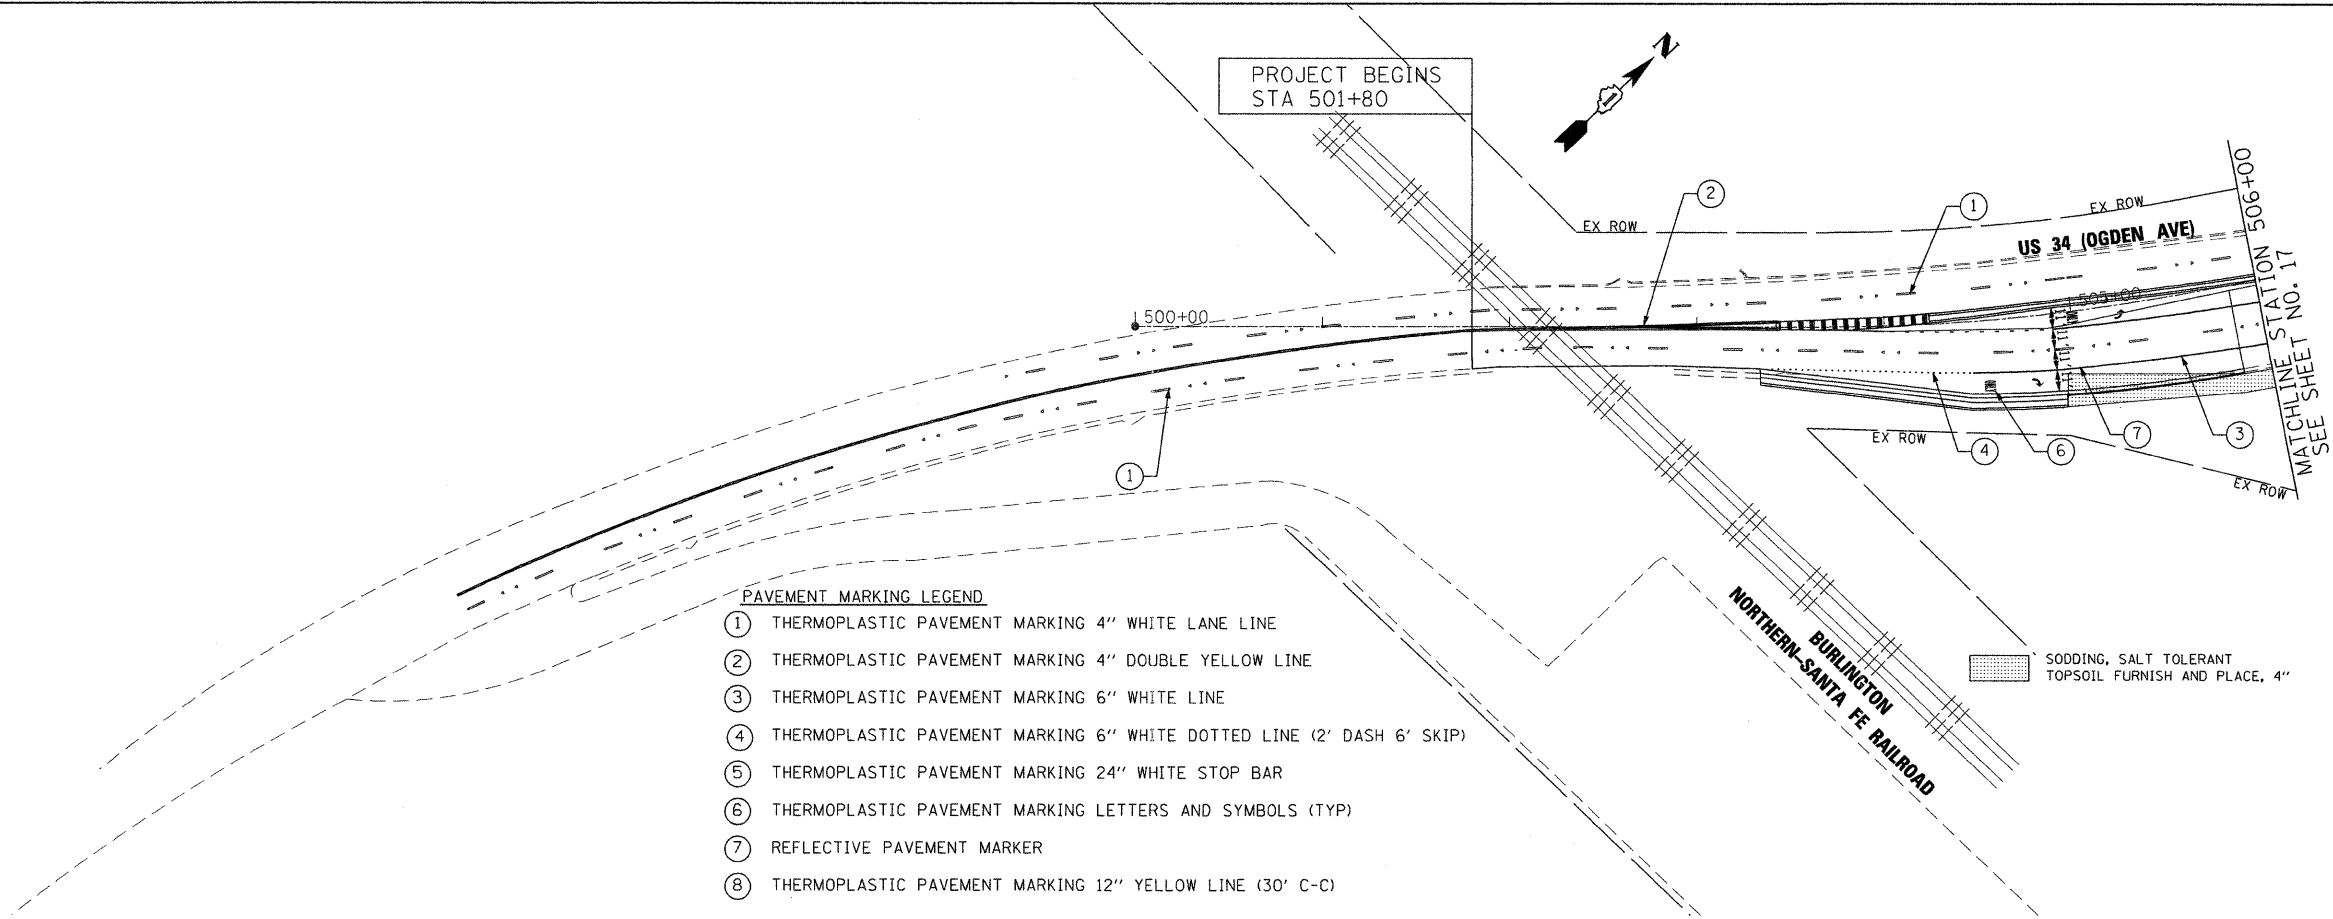 PROJECT BEGINS
STA 501+80
N
2
1
EX ROW
EX ROW
US 34 (OGDEN AVE)
500+00
505+00
MATCHLINE STATION 506+00
SEE SHEET NO. 17
1
EX ROW
4
6
7
3
EX ROW
BURLINGTON
NORTHERN-SANTA FE RAILROAD
SODDING, SALT TOLERANT
TOPSOIL FURNISH AND PLACE, 4"
PAVEMENT MARKING LEGEND
1 THERMOPLASTIC PAVEMENT MARKING 4" WHITE LANE LINE
2 THERMOPLASTIC PAVEMENT MARKING 4" DOUBLE YELLOW LINE
3 THERMOPLASTIC PAVEMENT MARKING 6" WHITE LINE
4 THERMOPLASTIC PAVEMENT MARKING 6" WHITE DOTTED LINE (2' DASH 6' SKIP)
5 THERMOPLASTIC PAVEMENT MARKING 24" WHITE STOP BAR
6 THERMOPLASTIC PAVEMENT MARKING LETTERS AND SYMBOLS (TYP)
7 REFLECTIVE PAVEMENT MARKER
8 THERMOPLASTIC PAVEMENT MARKING 12" YELLOW LINE (30' C-C)